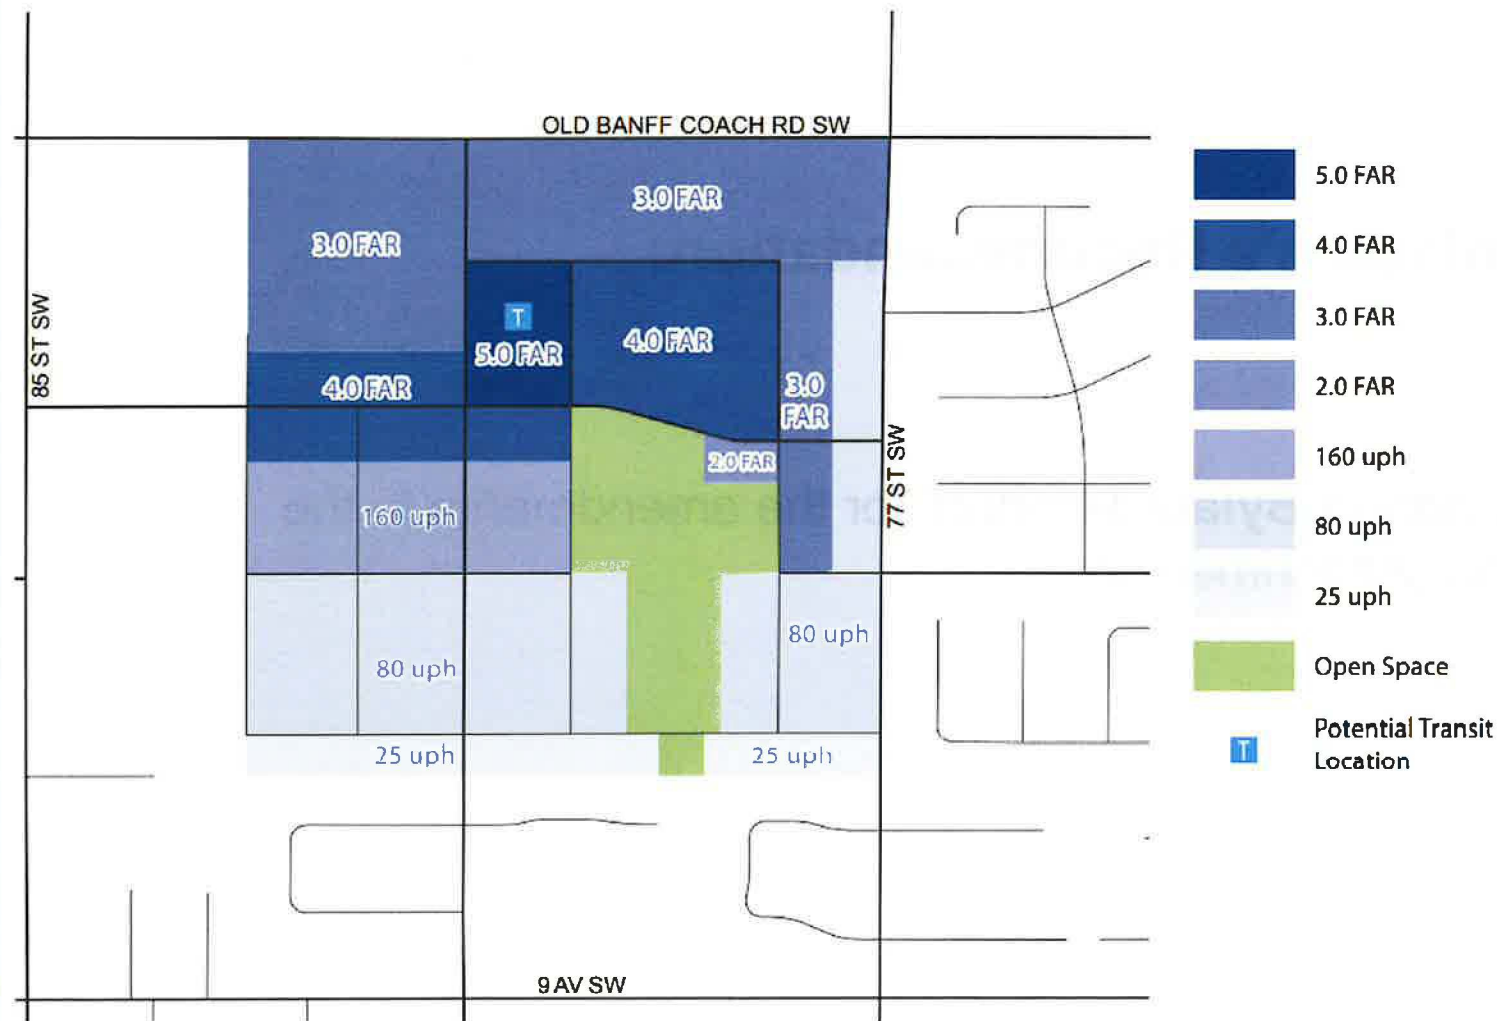 OLD BANFF COACH RD SW
3.0 FAR
3.0 FAR
85 ST SW
T
5.0 FAR
4.0 FAR
4.0 FAR
3.0
FAR
2.0 FAR
77 ST SW
160 uph
80 uph
80 uph
25 uph
25 uph
9 AV SW
5.0 FAR
4.0 FAR
3.0 FAR
2.0 FAR
160 uph
80 uph
25 uph
Open Space
T
Potential Transit
Location